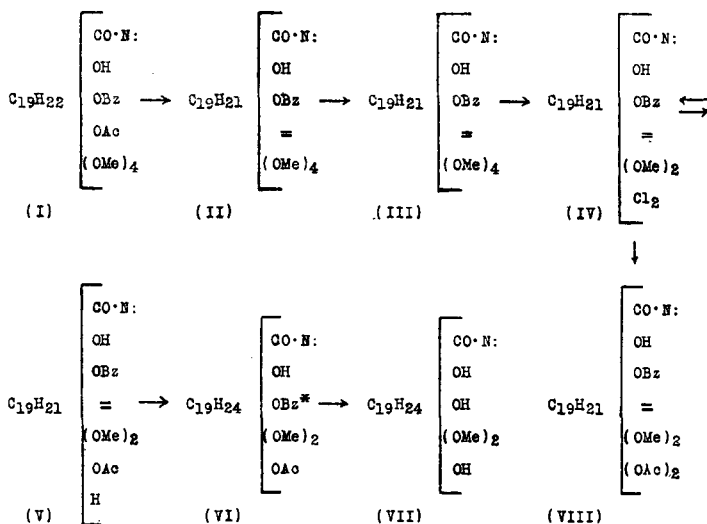 CO·N: CO·N: CO·N: CO·N:
OH OH OH OH
C19H22 OBz → C19H21 OBz → C19H21 OBz → C19H21 OBz ⇄
OAc = = =
(OMe)4 (OMe)4 (OMe)4 (OMe)2
Cl2
(I) (II) (III) (IV)
↓
CO·N: CO·N: CO·N: CO·N:
OH OH OH OH
OBz OBz* OH OBz
C19H21 = → C19H24 (OMe)2 → C19H24 (OMe)2 C19H21 =
(OMe)2 OAc OH (OMe)2
OAc (OAc)2
H
(V) (VI) (VII) (VIII)